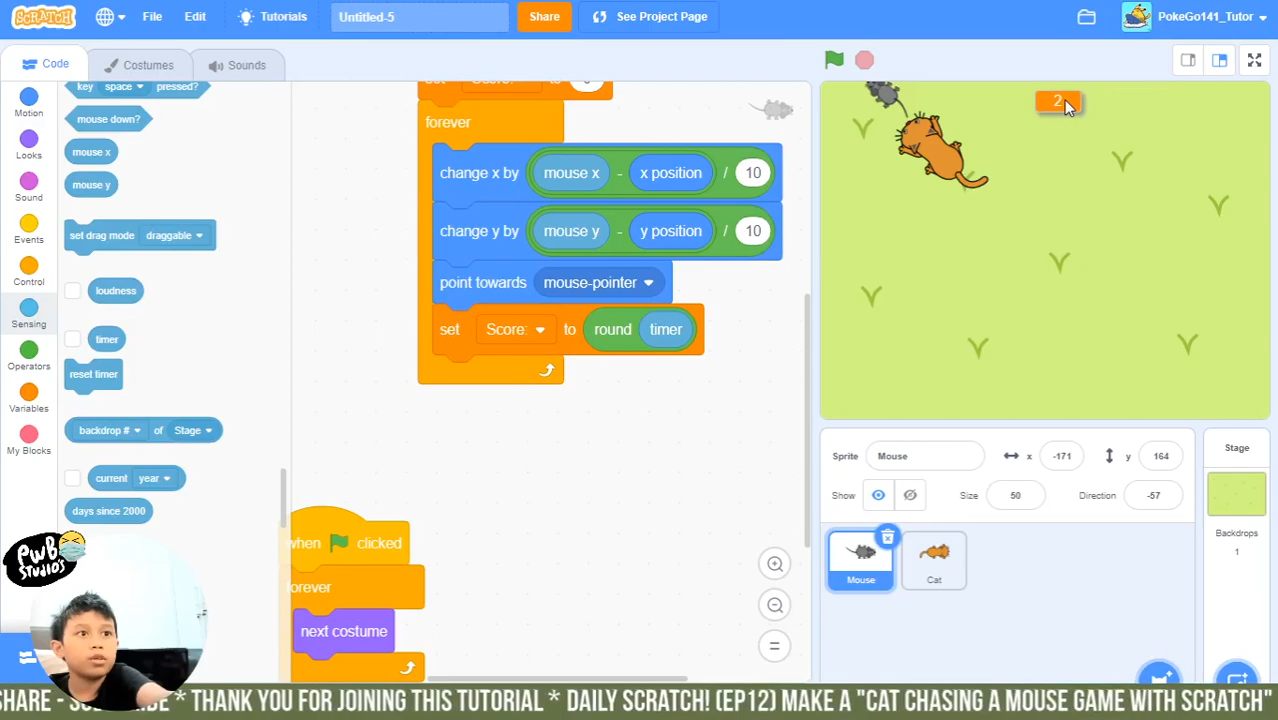 SCRATCH
File
Edit
Tutorials
Untitled-5
Share
See Project Page
PokeGo141_Tutor
Code
Costumes
Sounds
Motion
Looks
Sound
Events
Control
Sensing
Operators
Variables
My Blocks
key space pressed?
mouse down?
mouse x
mouse y
set drag mode draggable
loudness
timer
reset timer
backdrop # of Stage
current year
days since 2000
forever
change x by mouse x - x position / 10
change y by mouse y - y position / 10
point towards mouse-pointer
set Score: to round timer
when clicked
forever
next costume
2
Sprite Mouse x -171 y 164
Show Size 50 Direction -57
Mouse
Cat
Stage
Backdrops
1
PWB
STUDIO'S
THANK YOU FOR JOINING THIS TUTORIAL * DAILY SCRATCH! (EP12) MAKE A "CAT CHASING A MOUSE GAME WITH SCRATCH"